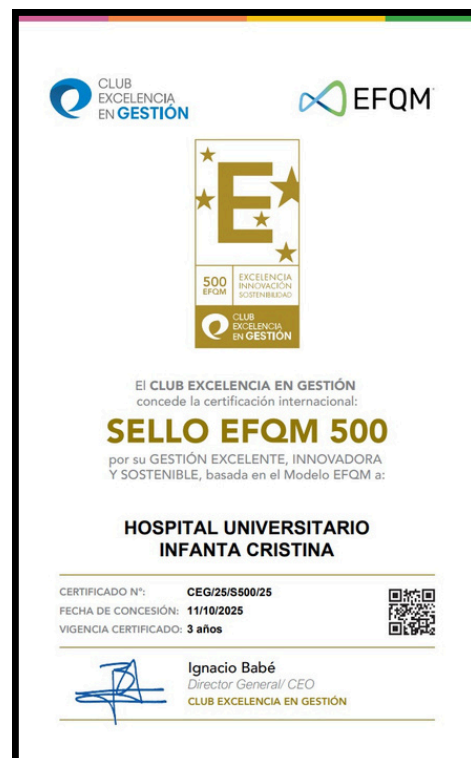 CLUB
EXCELENCIA
EN GESTIÓN
EFQM
E
500
EFQM
EXCELENCIA
INNOVACIÓN
SOSTENIBILIDAD
CLUB
EXCELENCIA
EN GESTIÓN
El CLUB EXCELENCIA EN GESTIÓN
concede la certificación internacional:
SELLO EFQM 500
por su GESTIÓN EXCELENTE, INNOVADORA
Y SOSTENIBLE, basada en el Modelo EFQM a:
HOSPITAL UNIVERSITARIO
INFANTA CRISTINA
CERTIFICADO Nº: CEG/25/S500/25
FECHA DE CONCESIÓN: 11/10/2025
VIGENCIA CERTIFICADO: 3 años
Ignacio Babé
Director General/ CEO
CLUB EXCELENCIA EN GESTIÓN